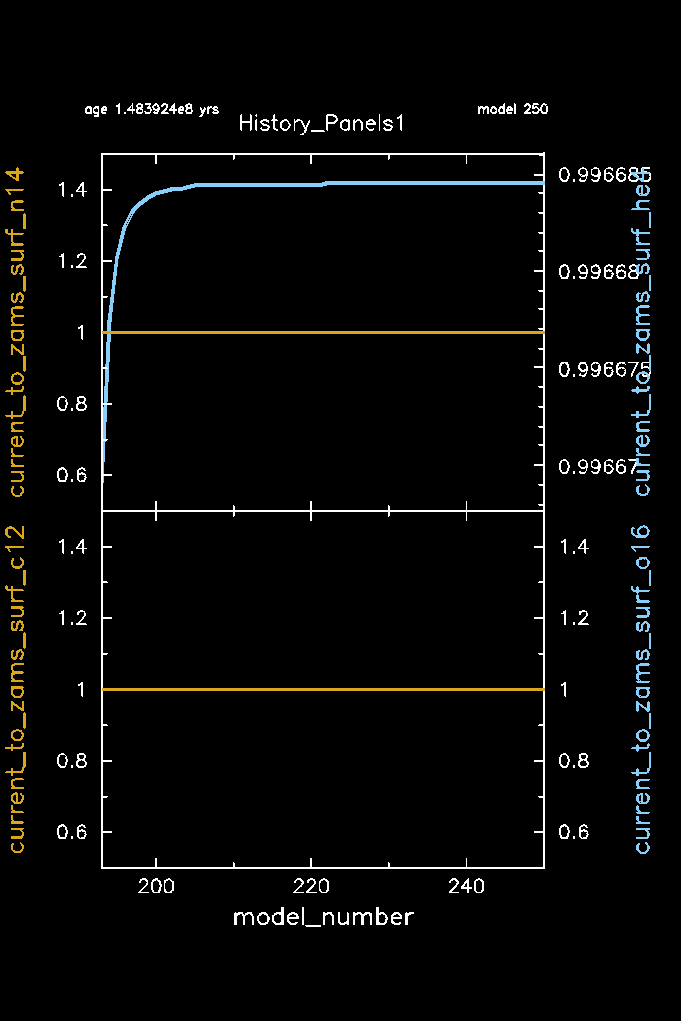 age 1.483924e8 yrs
model 250
History_Panels1
current_to_zams_surf_n14
1.4
1.2
1
0.8
0.6
0.996685
0.99668
0.996675
0.99667
current_to_zams_surf_he4
current_to_zams_surf_c12
1.4
1.2
1
0.8
0.6
1.4
1.2
1
0.8
0.6
current_to_zams_surf_o16
200 220 240
model_number